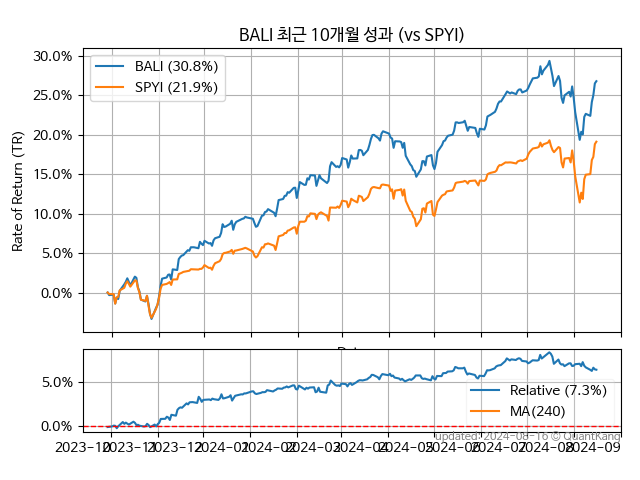 BALI 최근 10개월 성과 (vs SPYI)
Rate of Return (TR)
30.0%
25.0%
20.0%
15.0%
10.0%
5.0%
0.0%
BALI (30.8%)
SPYI (21.9%)
5.0%
0.0%
Relative (7.3%)
MA(240)
updated: 2024-08-16 © QuantKang
2023-10 2023-11 2023-12 2024-01 2024-02 2024-03 2024-04 2024-05 2024-06 2024-07 2024-08 2024-09